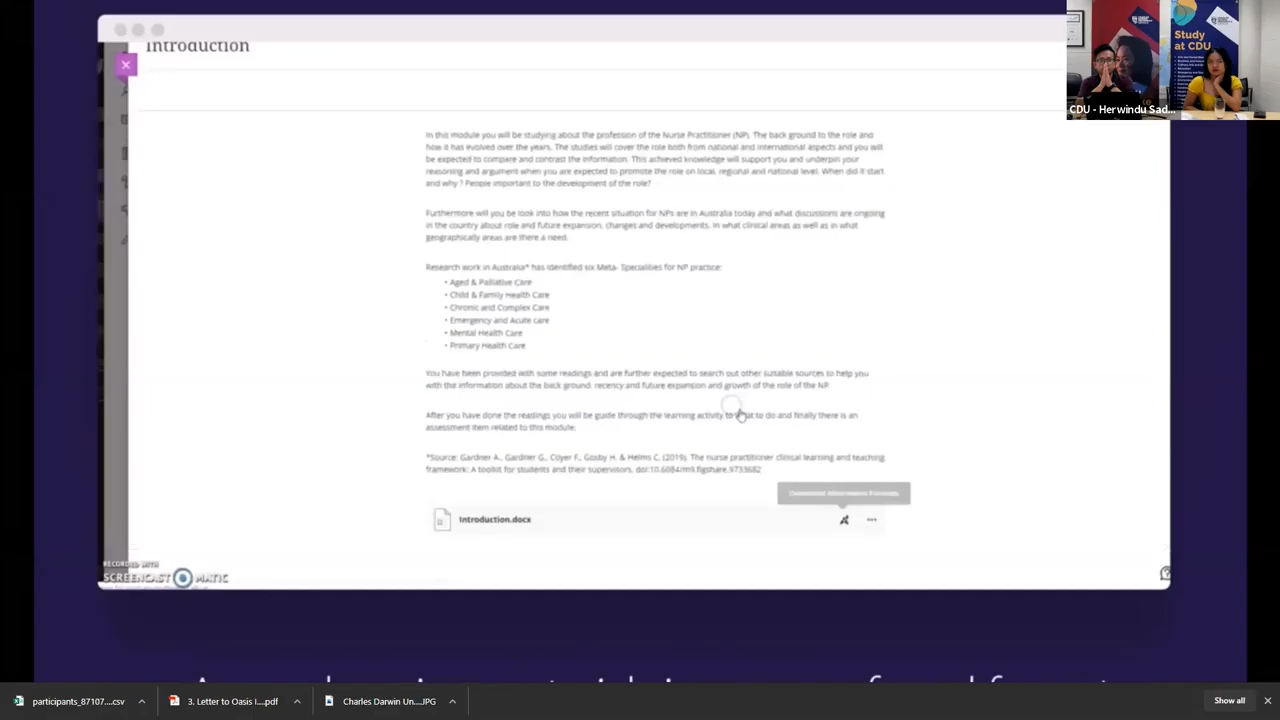 Introduction
Study
at CDU
CDU - Herwindu Sad...
In this module you will be studying about the profession of the Nurse Practitioner (NP). The back ground to the role and
how it has evolved over the years. The studies will cover the role both from national and international aspects and you will
be expected to compare and contrast the information. This achieved knowledge will support you and underpin your
reasoning and argument when you are expected to promote the role on local, regional and national level. When did it start
and why ? People important to the development of the role?
Furthermore will you be look into how the recent situation for NPs are in Australia today and what discussions are ongoing
in the country about role and future expansion, changes and developments. In what clinical areas as well as in what
geographically areas are there a need.
Research work in Australia* has identified six Meta- Specialities for NP practice:
• Aged & Palliative Care
• Child & Family Health Care
• Chronic and Complex Care
• Emergency and Acute care
• Mental Health Care
• Primary Health Care
You have been provided with some readings and are further expected to search out other suitable sources to help you
with the information about the back ground, recency and future expansion and growth of the role of the NP.
After you have done the readings you will be guide through the learning activity to what to do and finally there is an
assessment item related to this module;
*Source: Gardner A., Gardner G., Coyer F., Gosby H. & Helms C. (2019). The nurse practitioner clinical learning and teaching
framework: A toolkit for students and their supervisors. doi:10.6084/m9.figshare.9733682
Download Alternative Formats
Introduction.docx
RECORDED WITH
SCREENCAST MATIC
participants_87107....csv
3. Letter to Oasis I....pdf
Charles Darwin Un....JPG
Show all